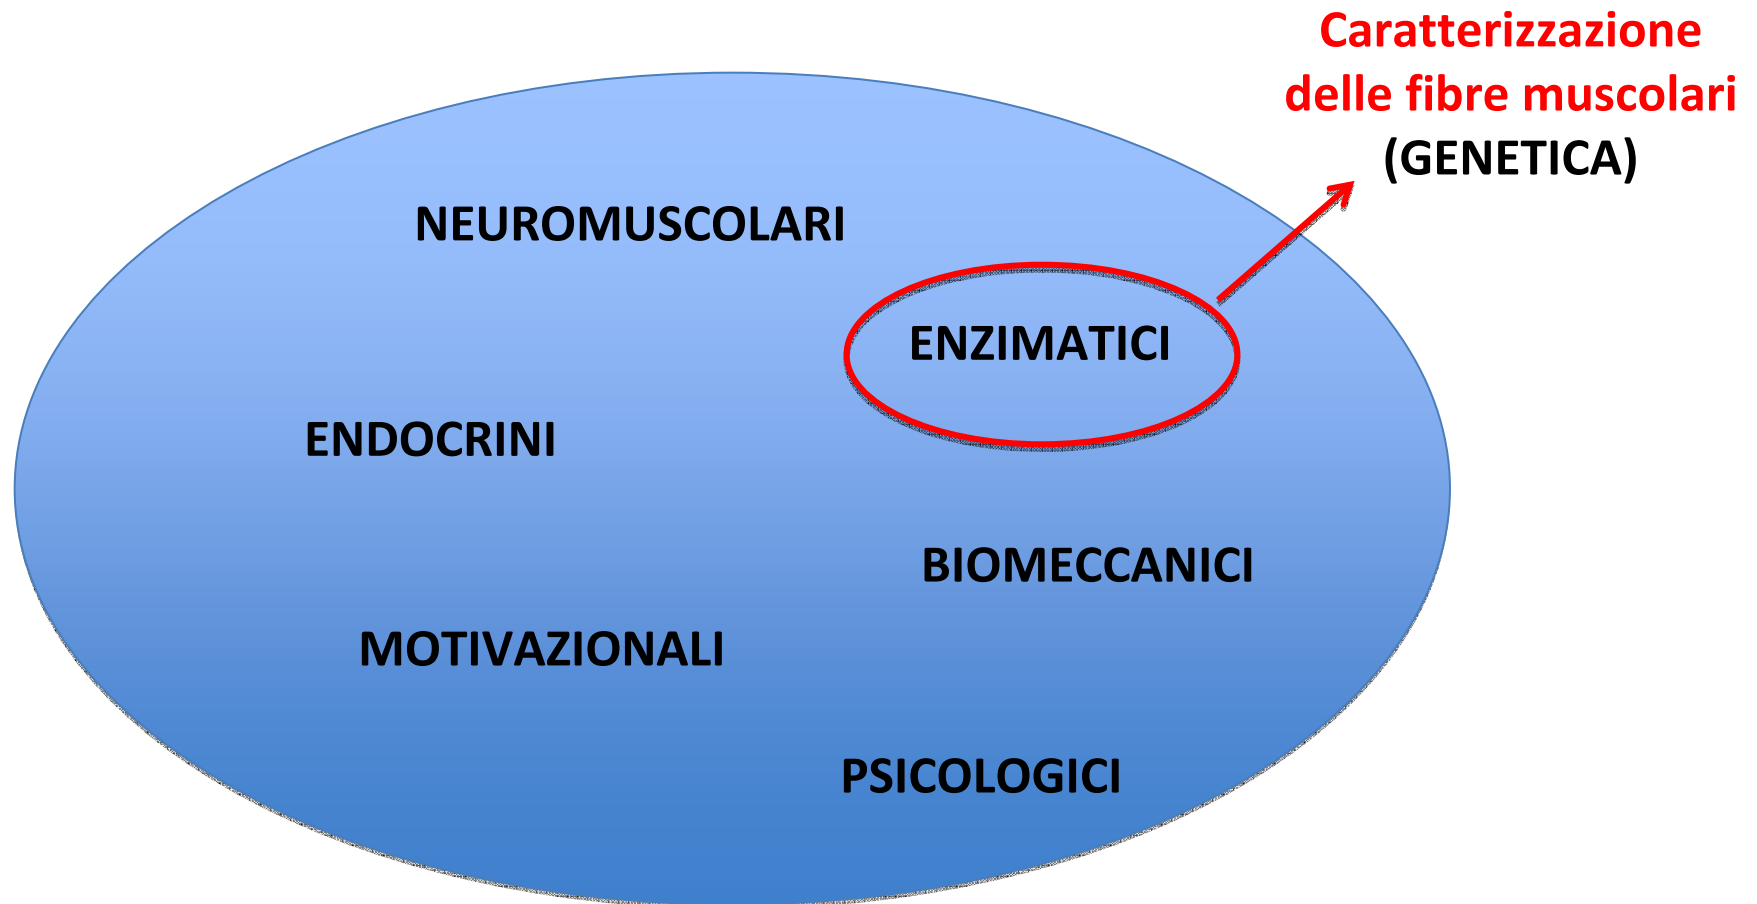 Caratterizzazione
delle fibre muscolari
(GENETICA)
NEUROMUSCOLARI
ENZIMATICI
ENDOCRINI
BIOMECCANICI
MOTIVAZIONALI
PSICOLOGICI